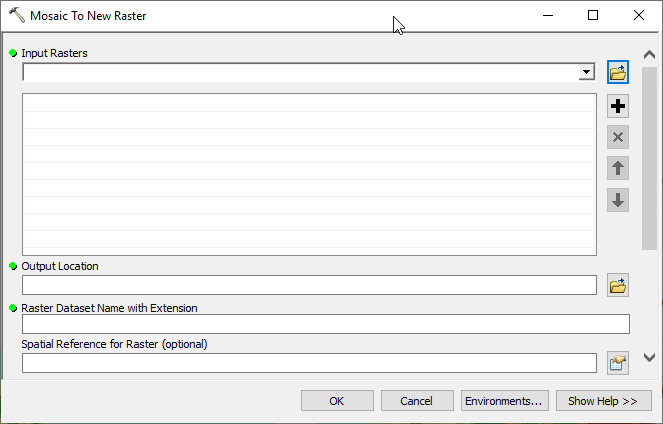 Mosaic To New Raster
Input Rasters
Output Location
Raster Dataset Name with Extension
Spatial Reference for Raster (optional)
OK Cancel Environments... Show Help >>